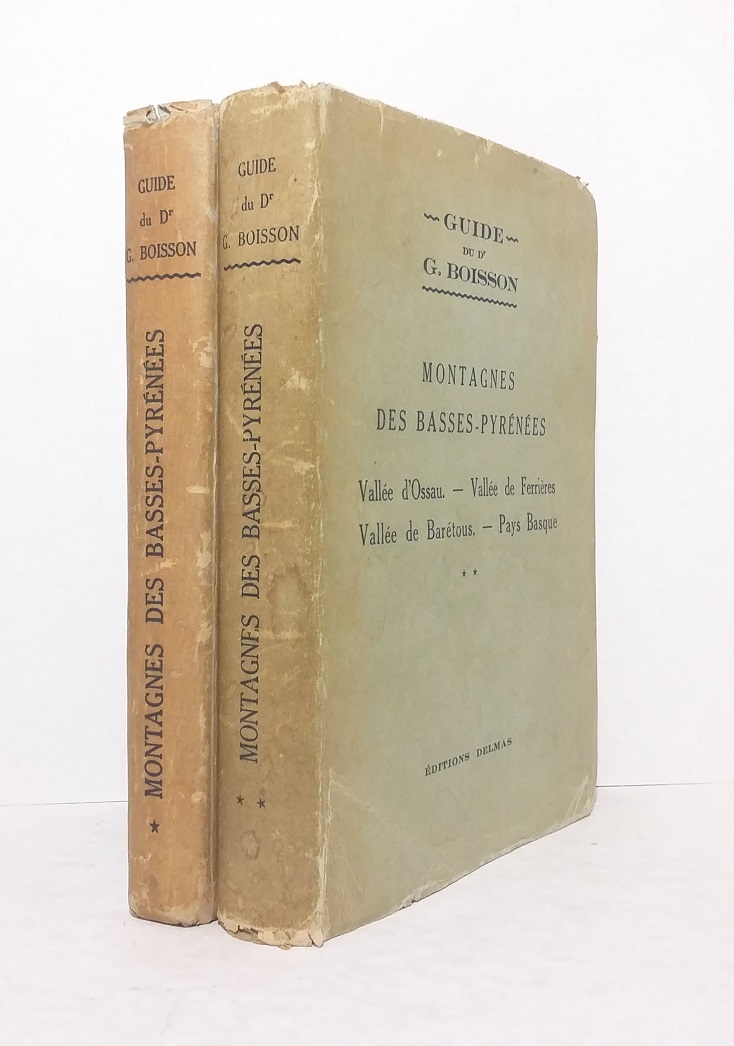 GUIDE
du Dr
G. BOISSON
MONTAGNES DES BASSES-PYRÉNÉES
★
GUIDE
du Dr
G. BOISSON
MONTAGNES DES BASSES-PYRÉNÉES
★ ★
~GUIDE~
DU Dr
G. BOISSON
MONTAGNES
DES BASSES-PYRÉNÉES
Vallée d'Ossau. — Vallée de Ferrières
Vallée de Barétous. — Pays Basque
★ ★
ÉDITIONS DELMAS